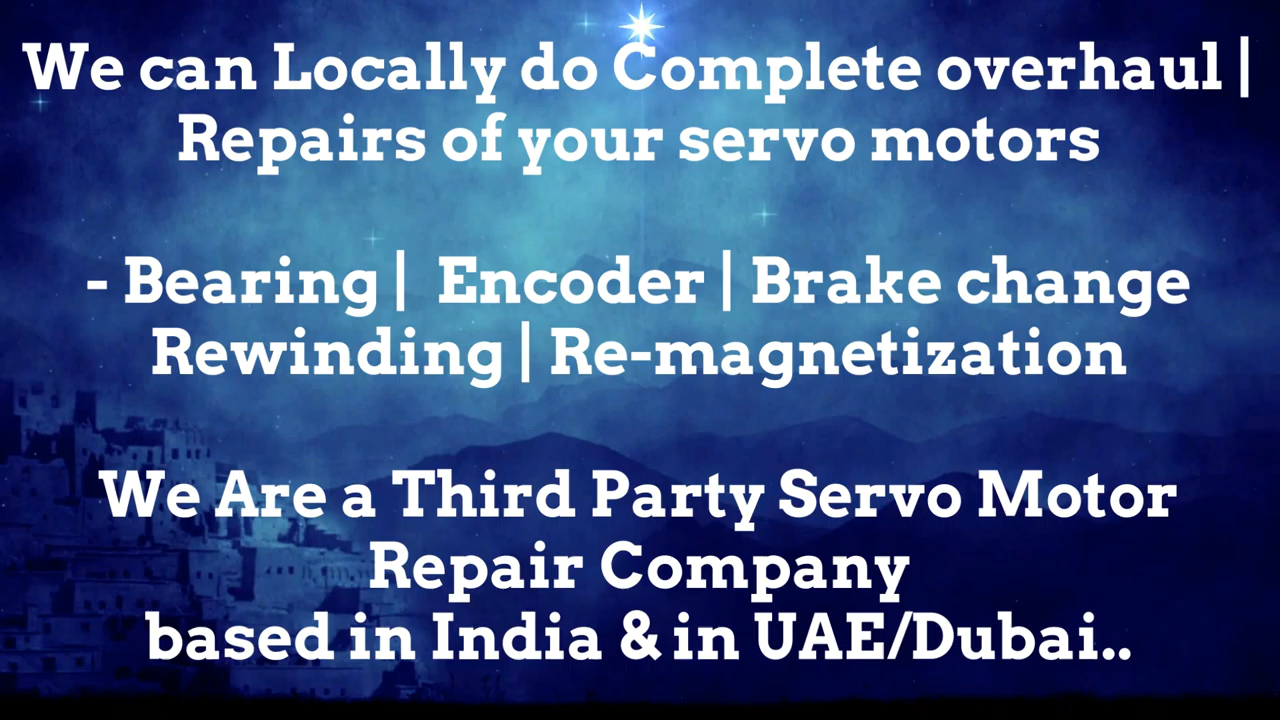 We can Locally do Complete overhaul |
Repairs of your servo motors
- Bearing | Encoder | Brake change
Rewinding | Re-magnetization
We Are a Third Party Servo Motor
Repair Company
based in India & in UAE/Dubai..